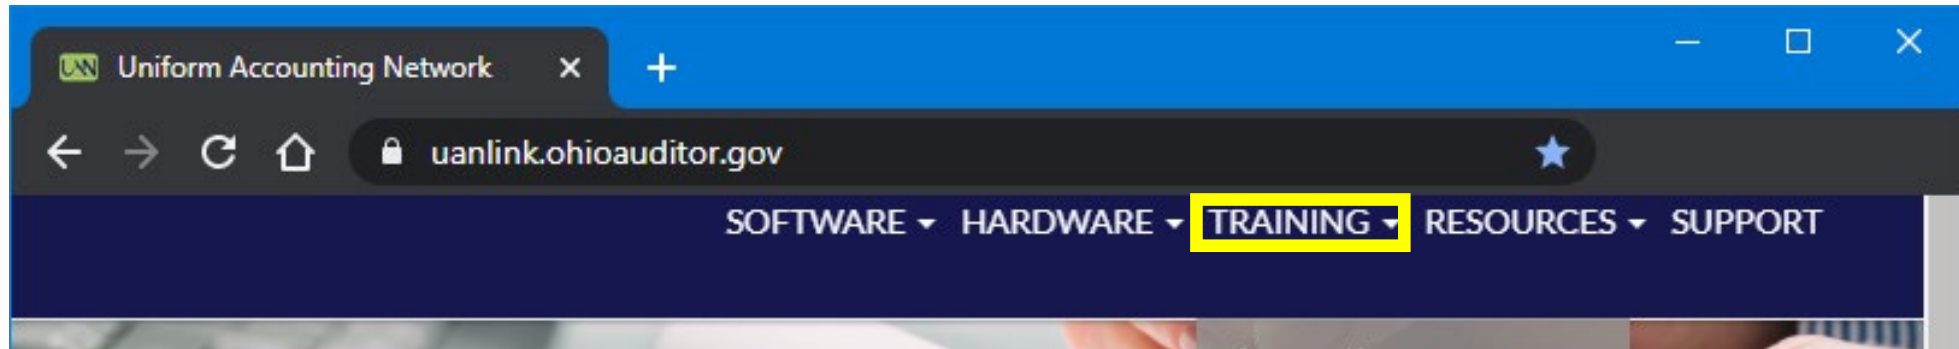 UAN Uniform Accounting Network
uanlink.ohioauditor.gov
SOFTWARE HARDWARE TRAINING RESOURCES SUPPORT